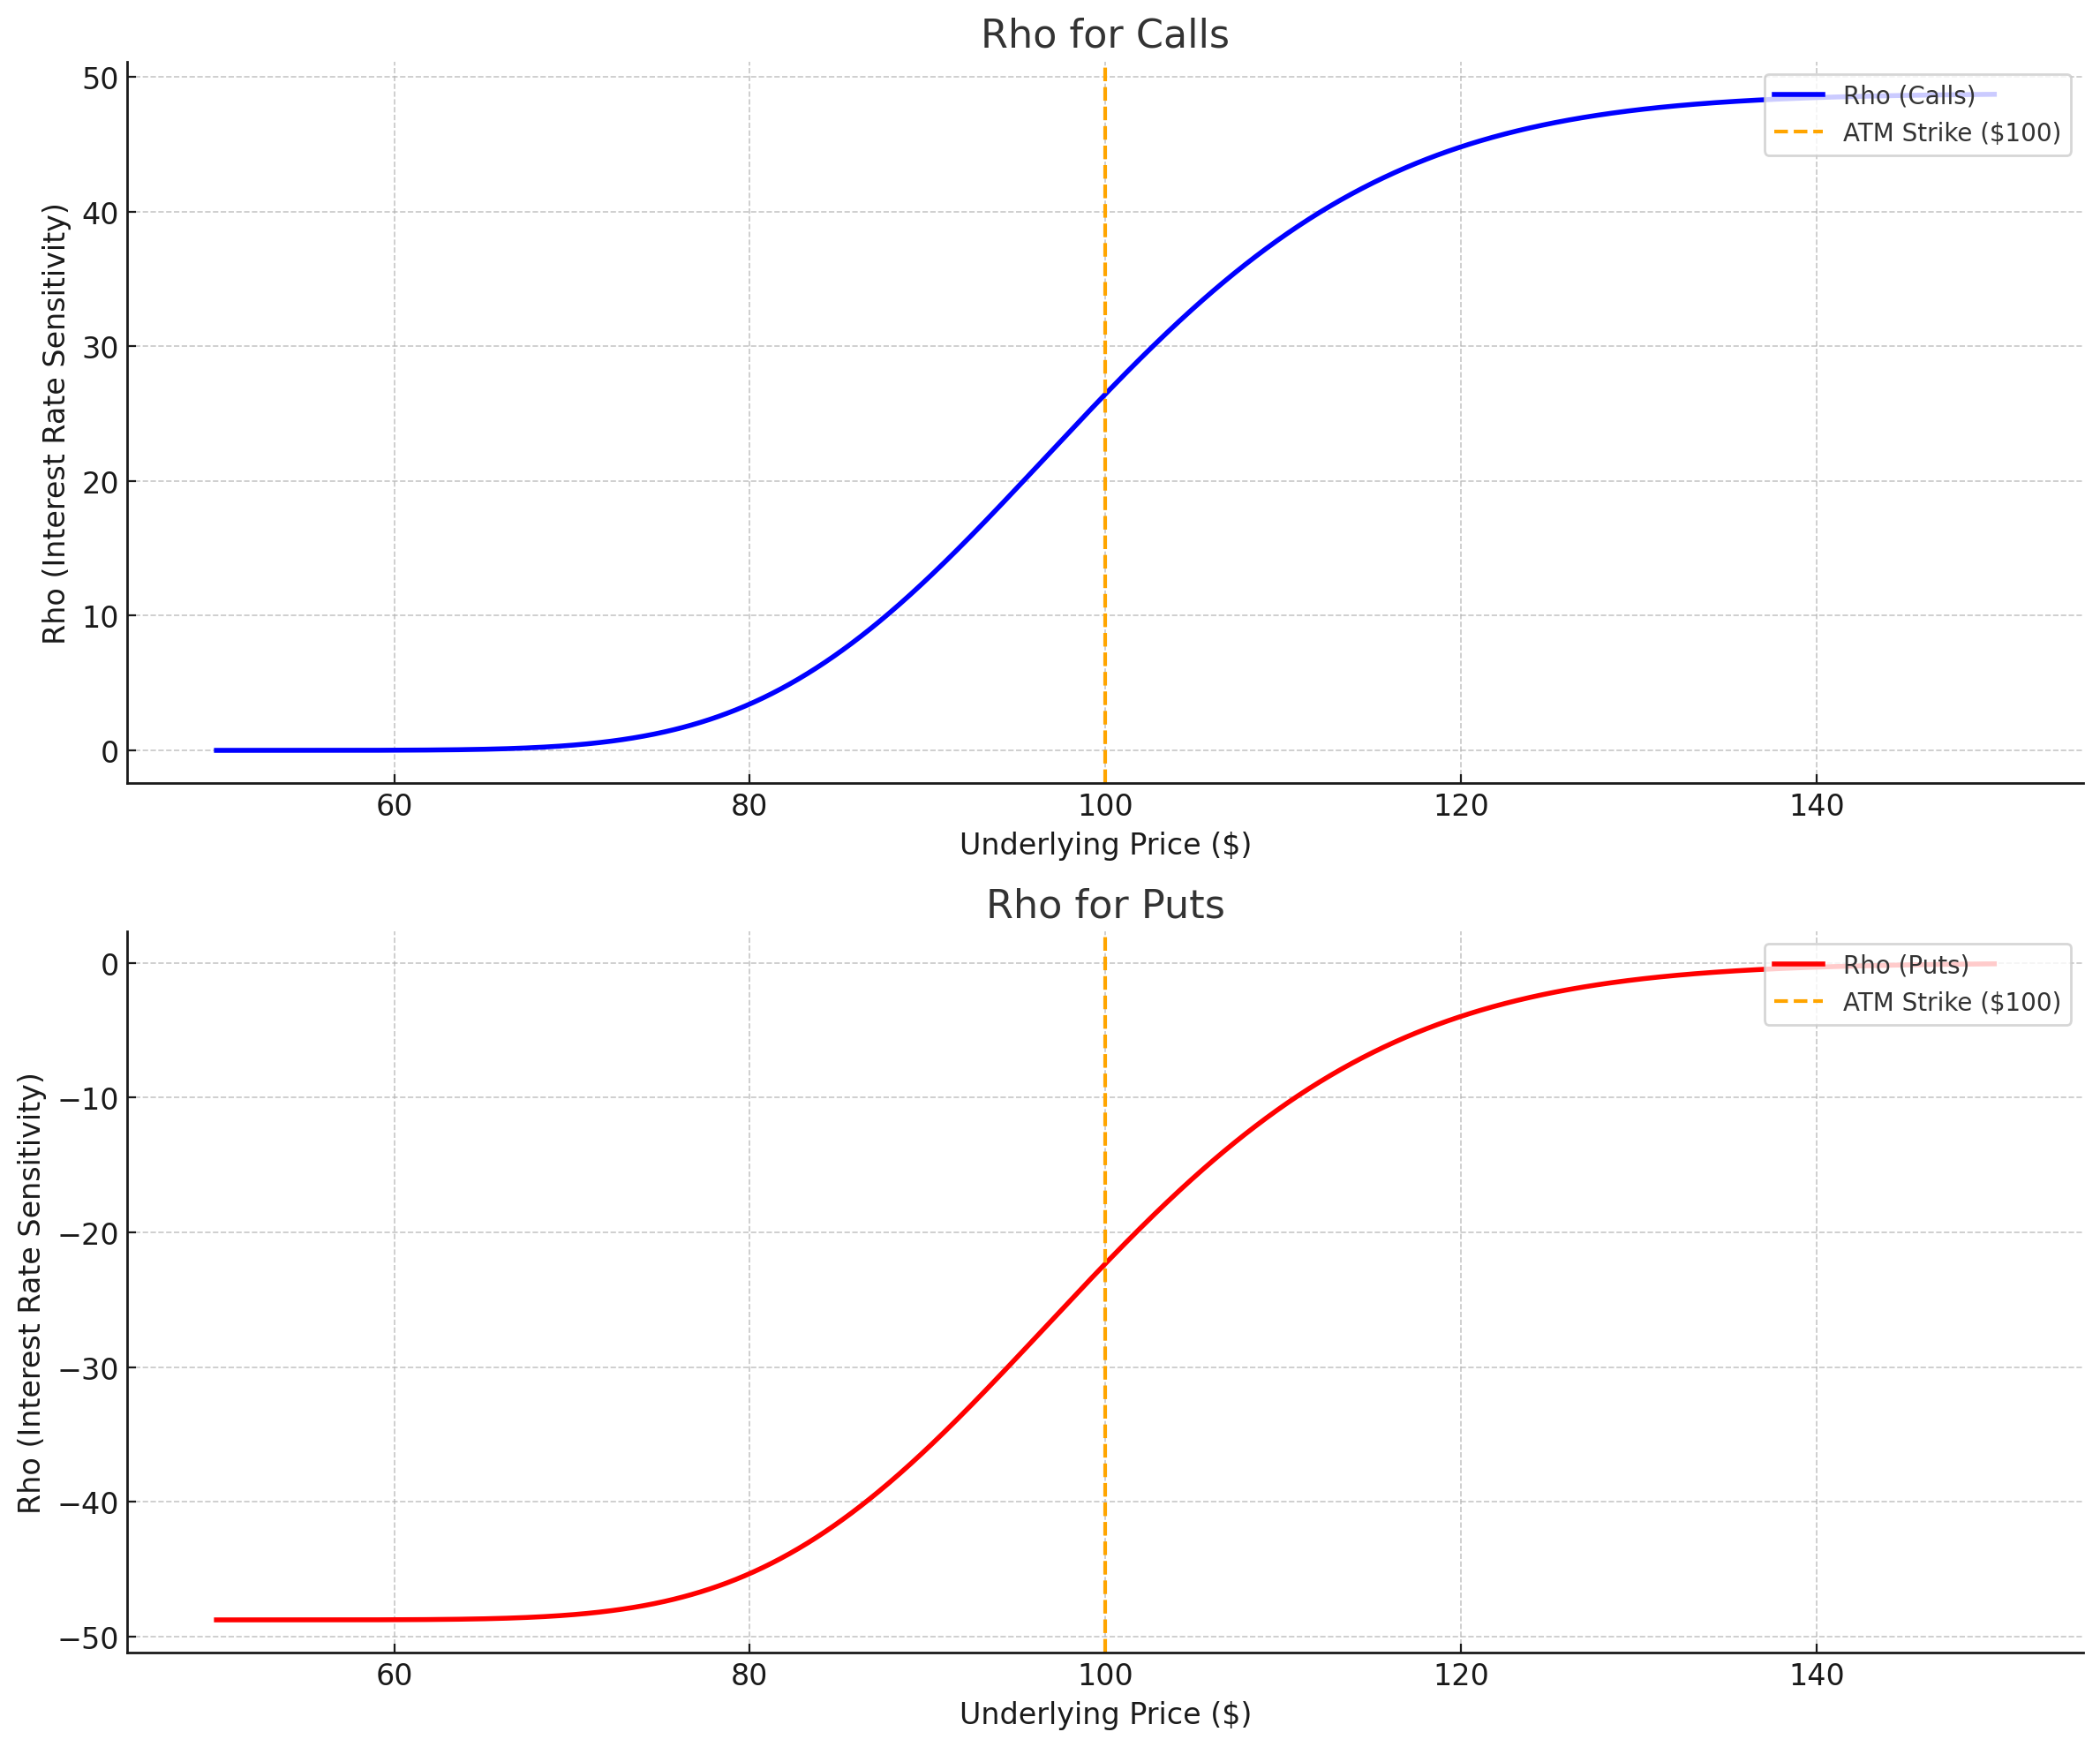 Rho for Calls
Rho (Interest Rate Sensitivity)
50
40
30
20
10
0
Rho (Calls)
ATM Strike ($100)
60 80 100 120 140
Underlying Price ($)
Rho for Puts
Rho (Interest Rate Sensitivity)
0
−10
−20
−30
−40
−50
Rho (Puts)
ATM Strike ($100)
60 80 100 120 140
Underlying Price ($)